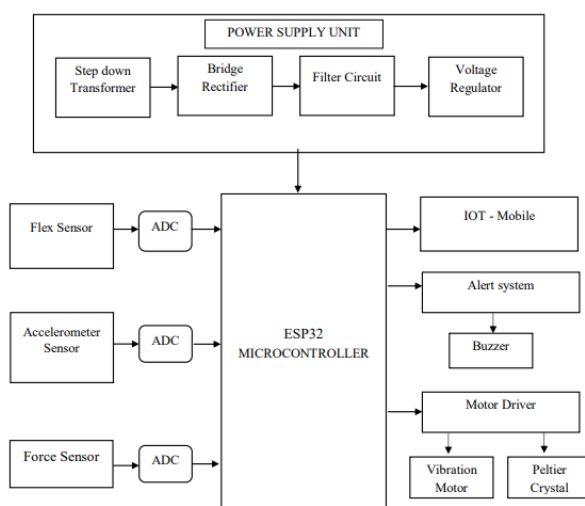 POWER SUPPLY UNIT
Step down
Transformer
Bridge
Rectifier
Filter Circuit
Voltage
Regulator
Flex Sensor
ADC
IOT - Mobile
Accelerometer
Sensor
ADC
ESP32
MICROCONTROLLER
Alert system
Buzzer
Force Sensor
ADC
Motor Driver
Vibration
Motor
Peltier
Crystal